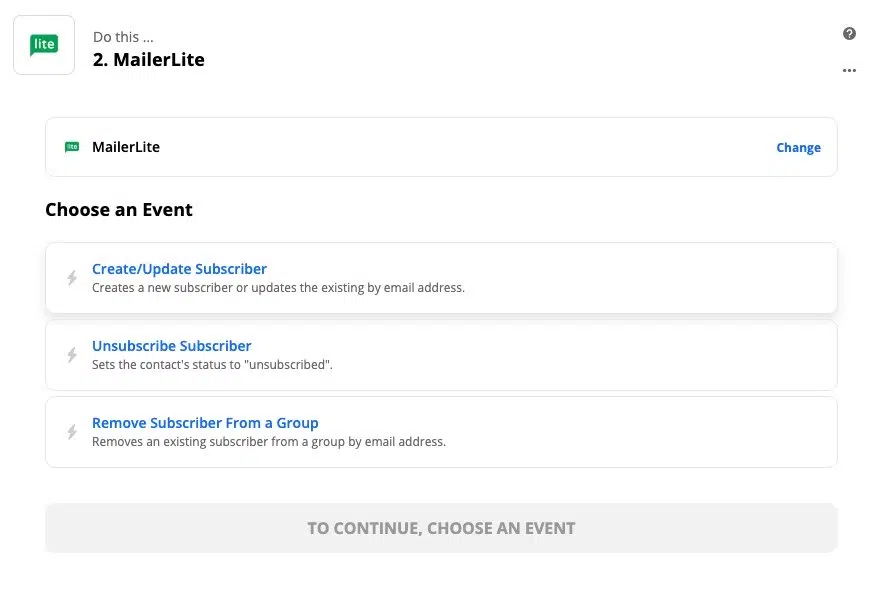 lite
Do this ...
2. MailerLite
?
lite
MailerLite
Change
Choose an Event
Create/Update Subscriber
Creates a new subscriber or updates the existing by email address.
Unsubscribe Subscriber
Sets the contact's status to "unsubscribed".
Remove Subscriber From a Group
Removes an existing subscriber from a group by email address.
TO CONTINUE, CHOOSE AN EVENT